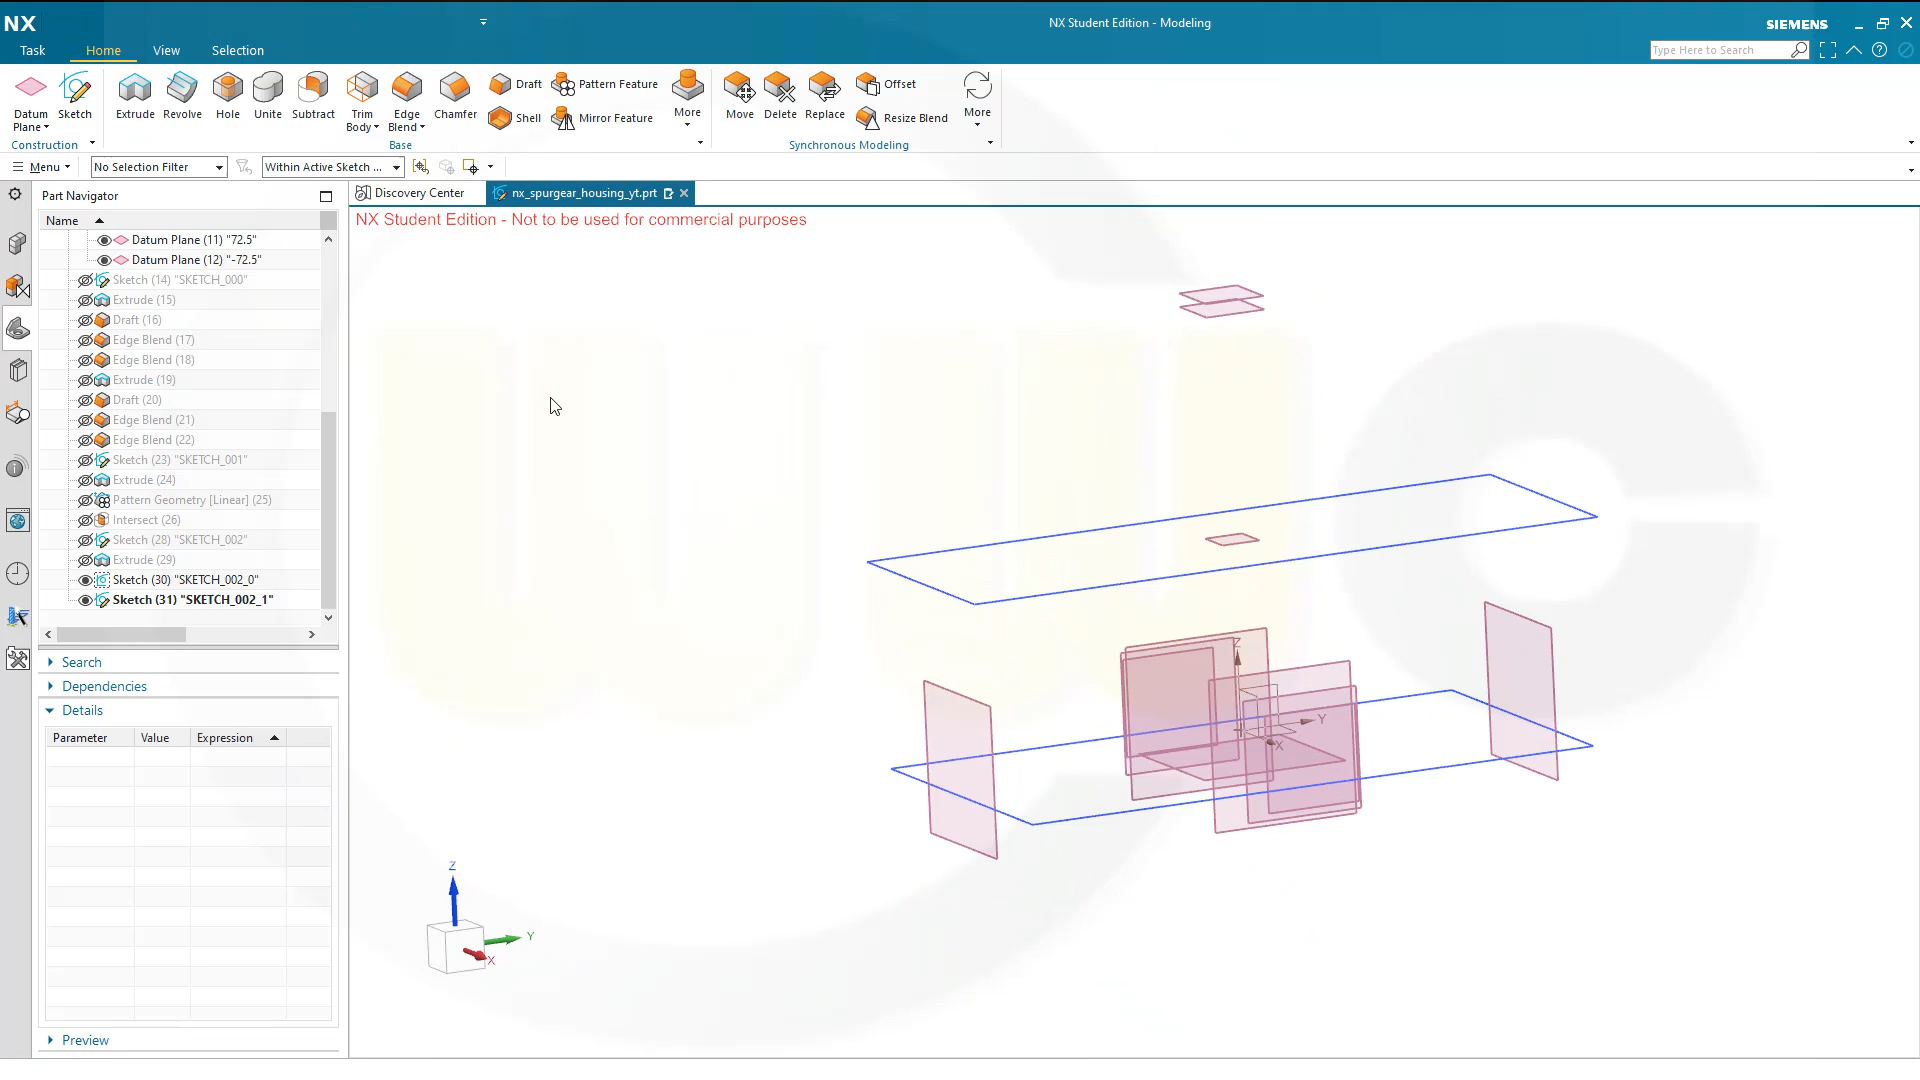 NX
NX Student Edition - Modeling
SIEMENS
Task Home View Selection
Type Here to Search
Datum Plane
Sketch
Extrude
Revolve
Hole
Unite
Subtract
Trim Body
Edge Blend
Chamfer
Draft
Shell
Pattern Feature
Mirror Feature
More
Move
Delete
Replace
Offset
Resize Blend
More
Construction
Base
Synchronous Modeling
Menu
No Selection Filter
Within Active Sketch ...
Part Navigator
Discovery Center
nx_spurgear_housing_yt.prt
NX Student Edition - Not to be used for commercial purposes
Name
Datum Plane (11) "72.5"
Datum Plane (12) "-72.5"
Sketch (14) "SKETCH_000"
Extrude (15)
Draft (16)
Edge Blend (17)
Edge Blend (18)
Extrude (19)
Draft (20)
Edge Blend (21)
Edge Blend (22)
Sketch (23) "SKETCH_001"
Extrude (24)
Pattern Geometry [Linear] (25)
Intersect (26)
Sketch (28) "SKETCH_002"
Extrude (29)
Sketch (30) "SKETCH_002_0"
Sketch (31) "SKETCH_002_1"
Search
Dependencies
Details
Parameter Value Expression
Preview
Z
Y
X
Z
Y
X